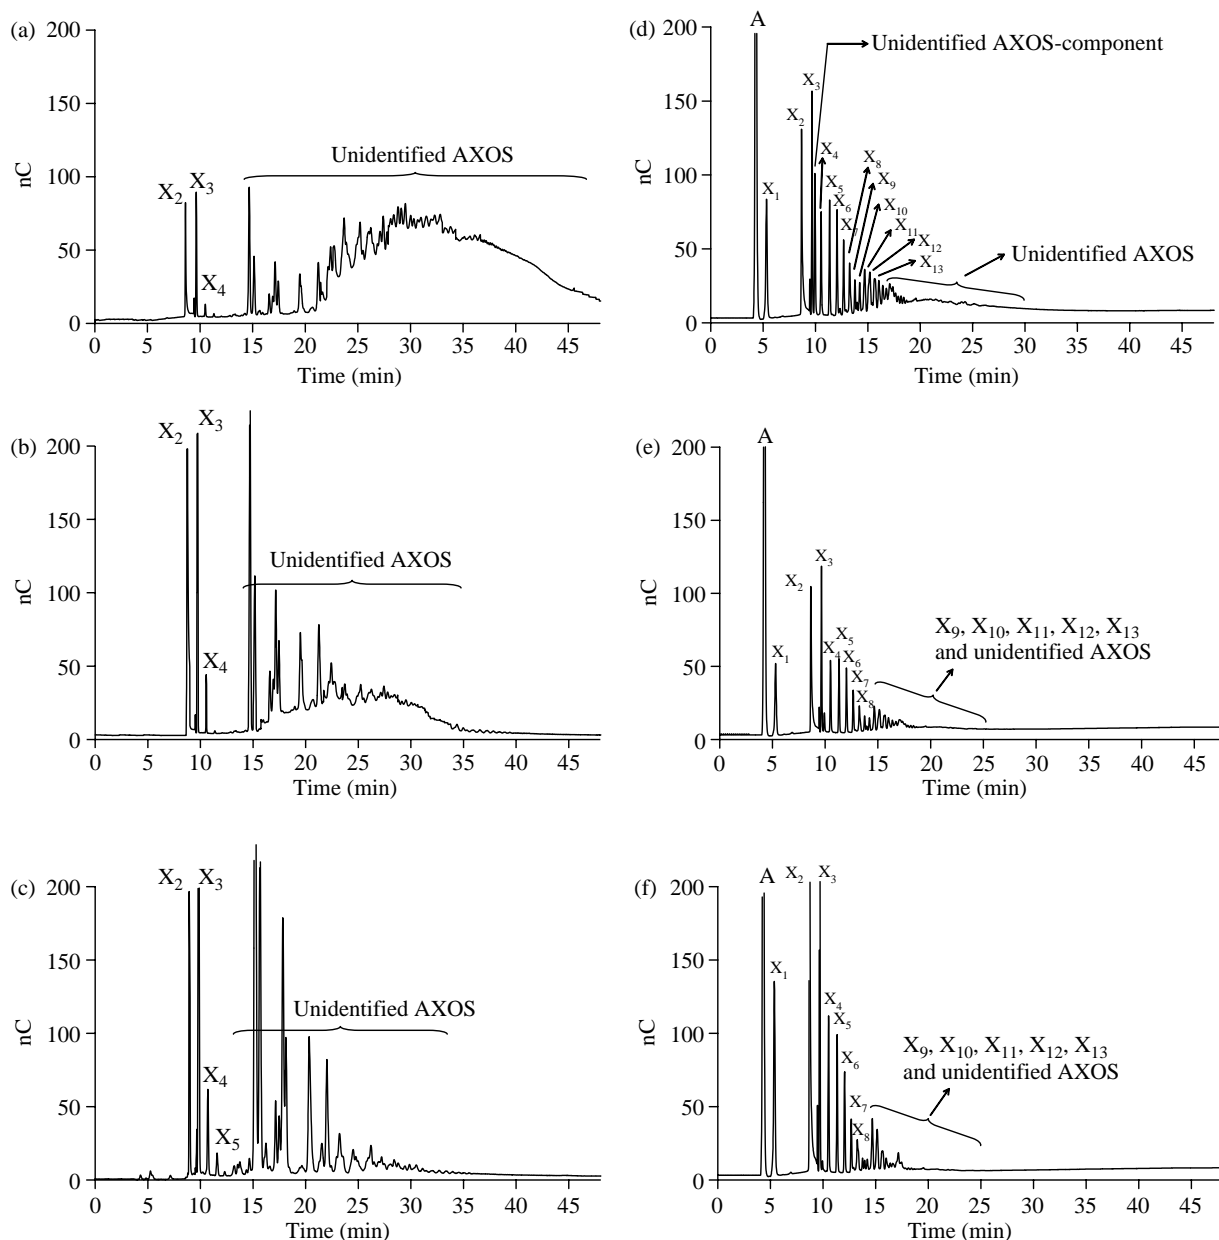 (a)
200
150
100
50
0
nC
X2
X3
X4
Unidentified AXOS
0 5 10 15 20 25 30 35 40 45
Time (min)
(d)
200
150
100
50
0
nC
A
X1
X2
X3
Unidentified AXOS-component
X4
X5
X6
X7
X8
X9
X10
X11
X12
X13
Unidentified AXOS
0 5 10 15 20 25 30 35 40 45
Time (min)
(b)
200
150
100
50
0
nC
X2
X3
X4
Unidentified AXOS
0 5 10 15 20 25 30 35 40 45
Time (min)
(e)
200
150
100
50
0
nC
A
X1
X2
X3
X4
X5
X6
X7
X8
X9, X10, X11, X12, X13
and unidentified AXOS
0 5 10 15 20 25 30 35 40 45
Time (min)
(c)
200
150
100
50
0
nC
X2
X3
X4
X5
Unidentified AXOS
0 5 10 15 20 25 30 35 40 45
Time (min)
(f)
200
150
100
50
0
nC
A
X1
X2
X3
X4
X5
X6
X7
X8
X9, X10, X11, X12, X13
and unidentified AXOS
0 5 10 15 20 25 30 35 40 45
Time (min)